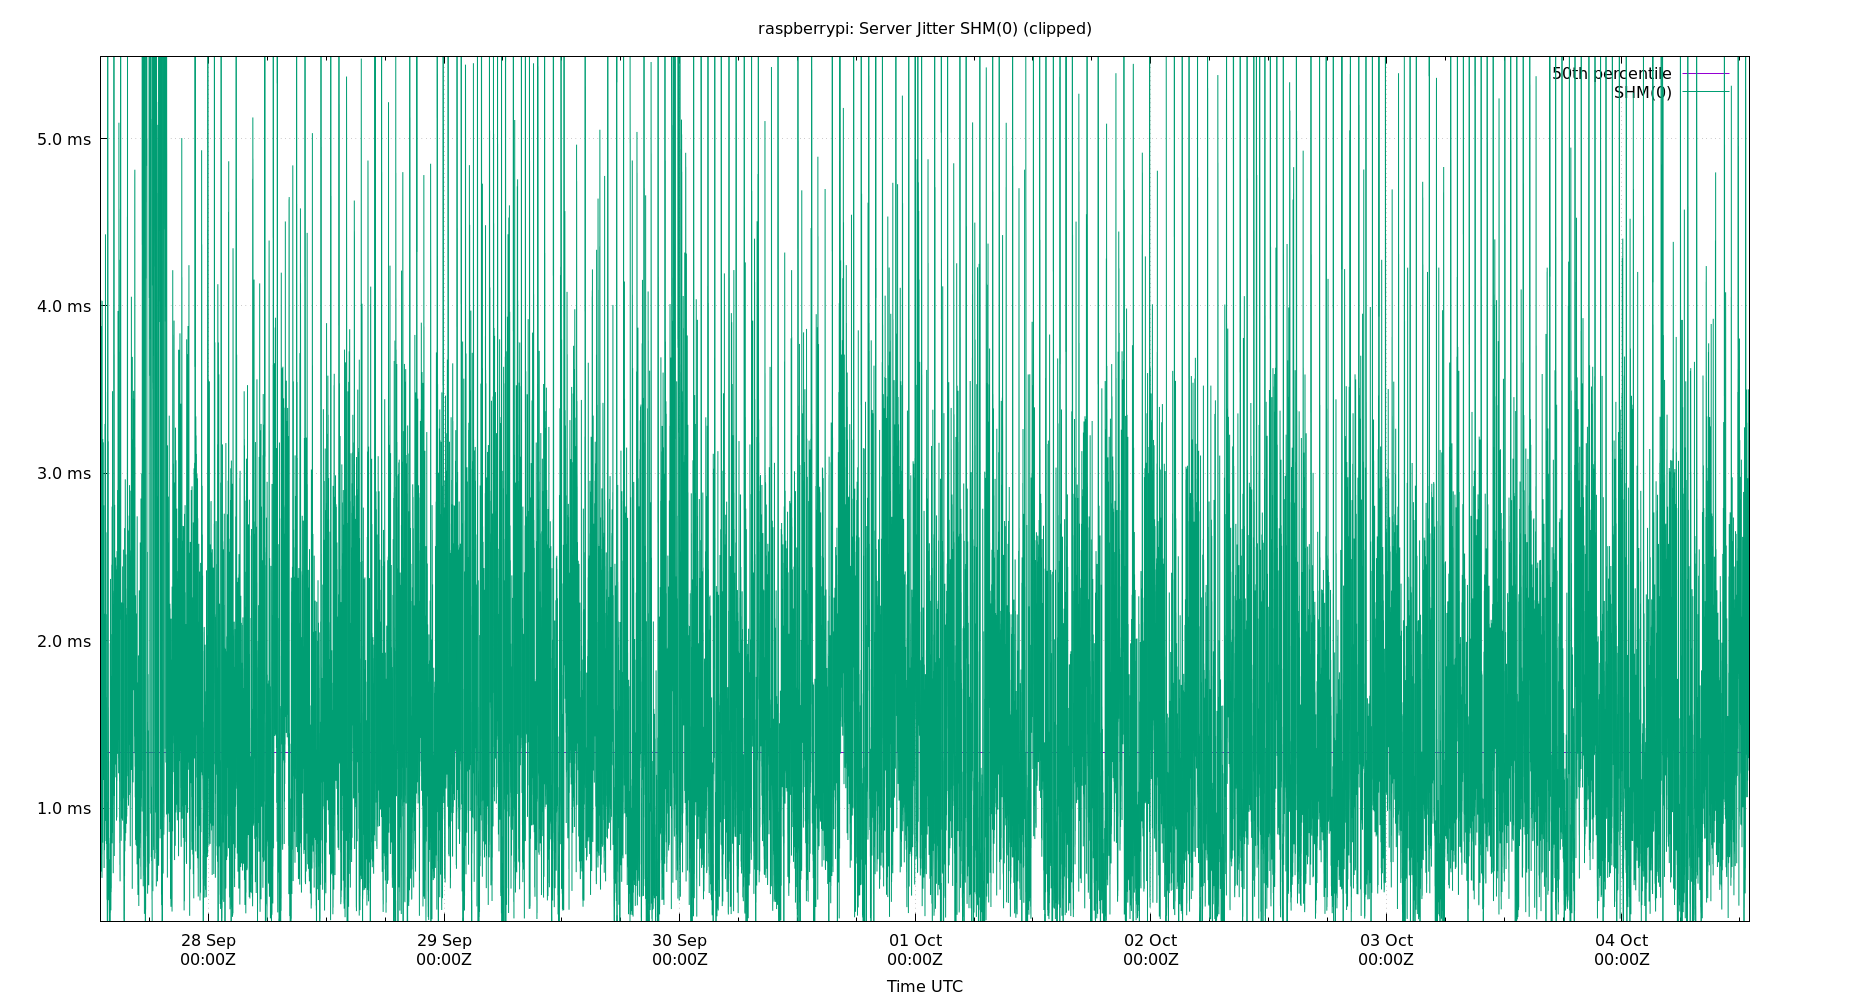 raspberrypi: Server Jitter SHM(0) (clipped)
50th percentile
SHM(0)
5.0 ms
4.0 ms
3.0 ms
2.0 ms
1.0 ms
28 Sep 29 Sep 30 Sep 01 Oct 02 Oct 03 Oct 04 Oct
00:00Z 00:00Z 00:00Z 00:00Z 00:00Z 00:00Z 00:00Z
Time UTC